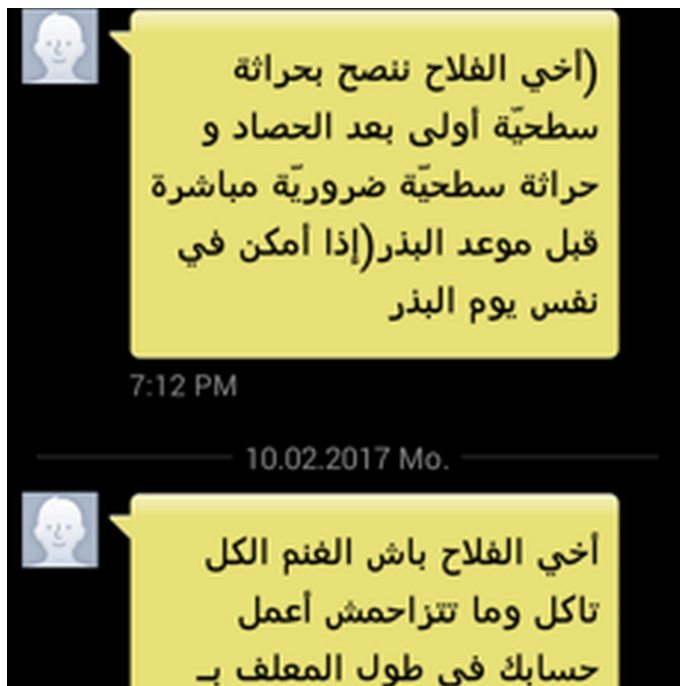 (أخي الفلاح ننصح بحراثة
سطحيّة أولى بعد الحصاد و
حراثة سطحيّة ضروريّة مباشرة
قبل موعد البذر(إذا أمكن في
نفس يوم البذر
7:12 PM
10.02.2017 Mo.
أخي الفلاح باش الغنم الكل
تاكل وما تتزاحمش أعمل
حسابك في طول المعلف بـ